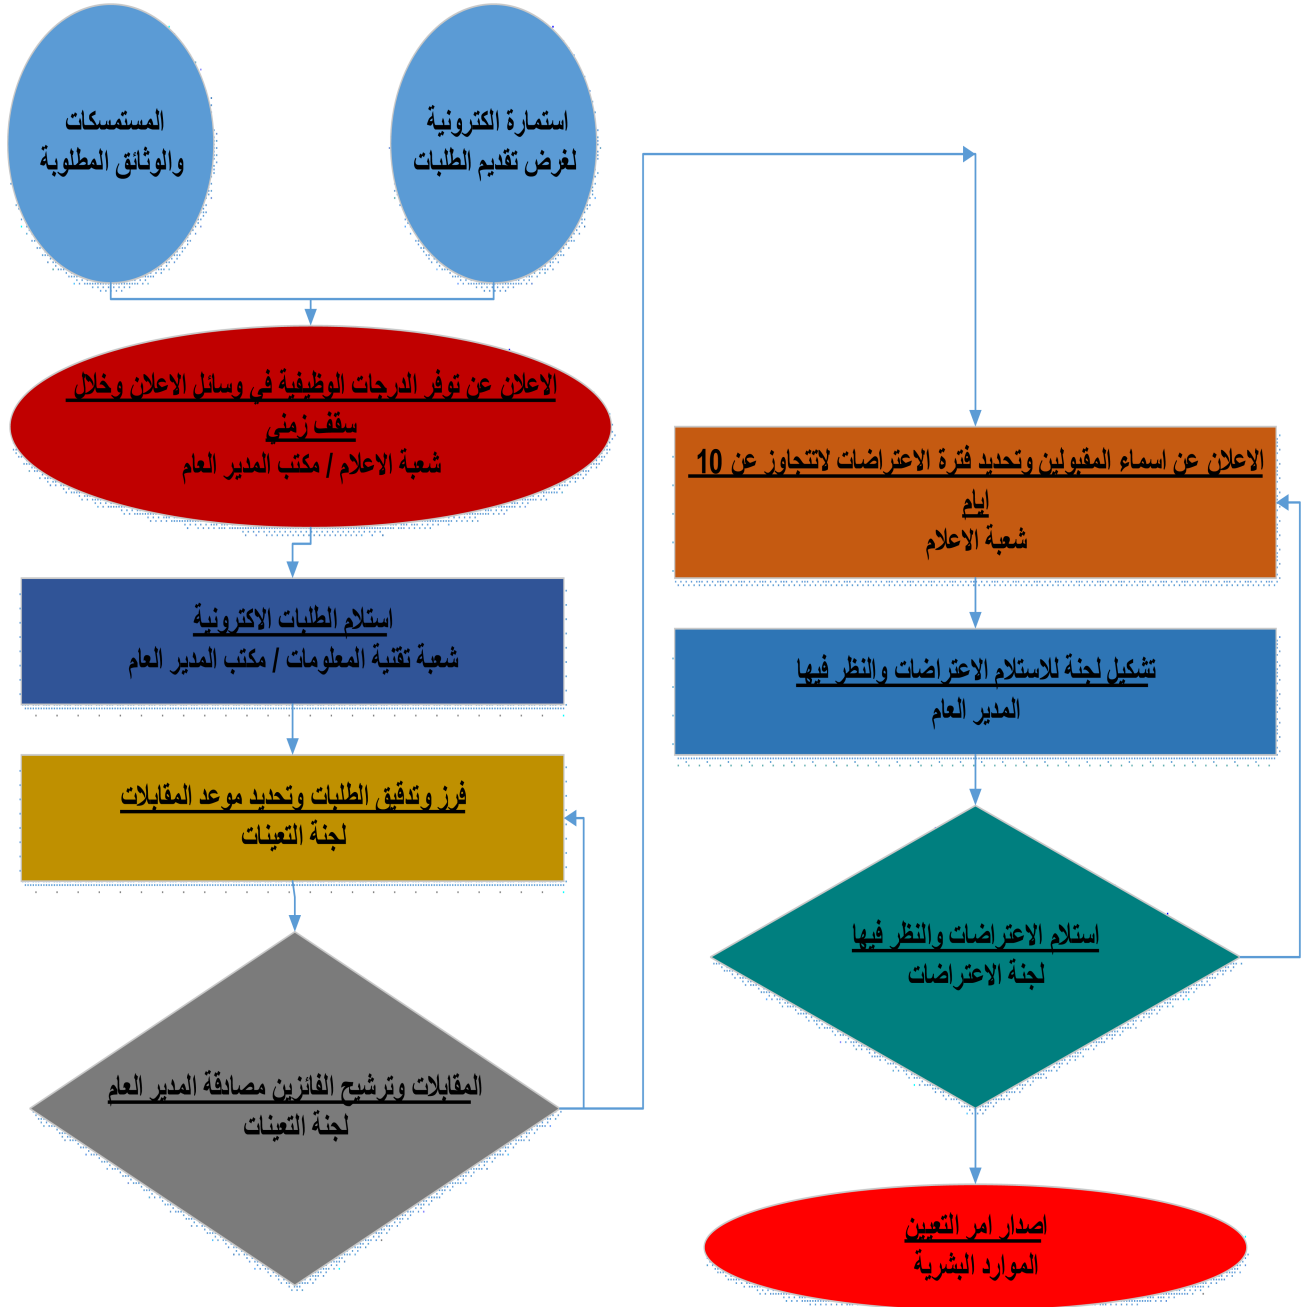 استمارة الكترونية
لغرض تقديم الطلبات
المستمسكات
والوثائق المطلوبة
الاعلان عن توفر الدرجات الوظيفية في وسائل الاعلان وخلال
سقف زمني
شعبة الاعلام / مكتب المدير العام
استلام الطلبات الاكترونية
شعبة تقنية المعلومات / مكتب المدير العام
فرز وتدقيق الطلبات وتحديد موعد المقابلات
لجنة التعينات
المقابلات وترشيح الفائزين مصادقة المدير العام
لجنة التعينات
الاعلان عن اسماء المقبولين وتحديد فترة الاعتراضات لاتتجاوز عن 10
ايام
شعبة الاعلام
تشكيل لجنة للاستلام الاعتراضات والنظر فيها
المدير العام
استلام الاعتراضات والنظر فيها
لجنة الاعتراضات
اصدار امر التعيين
الموارد البشرية